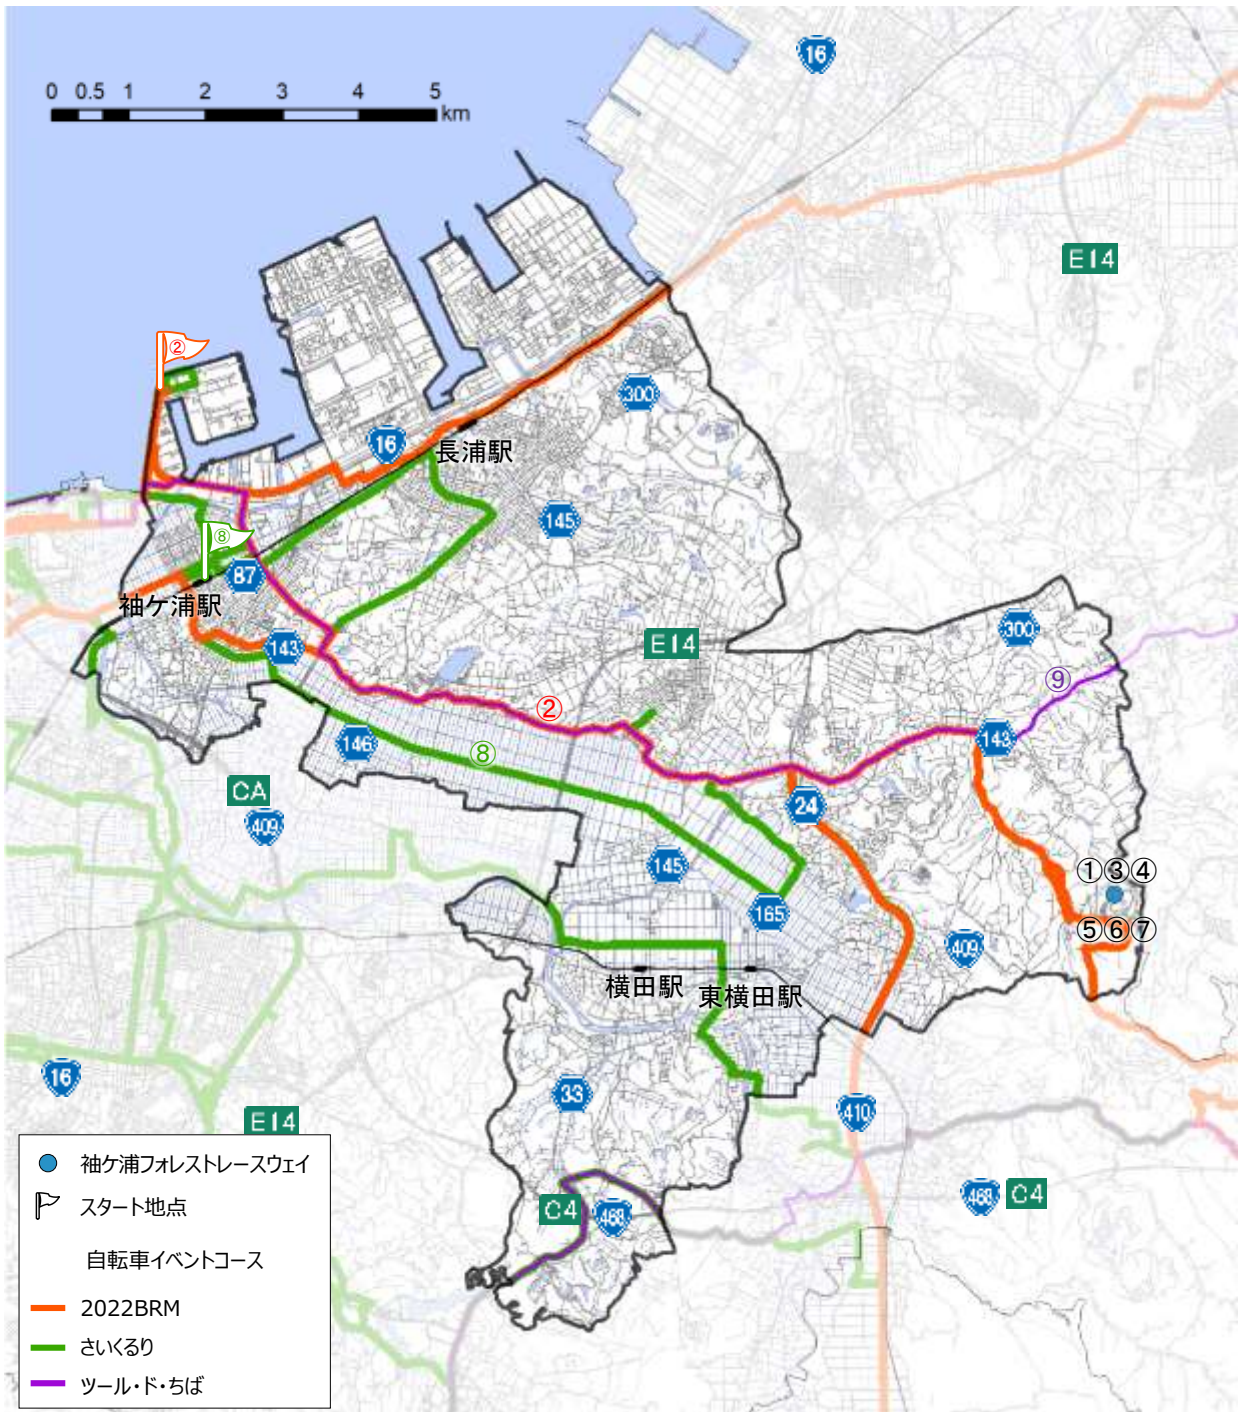 0 0.5 1 2 3 4 5
km
16
E14
②
300
16
長浦駅
145
⑧
87
袖ケ浦駅
143
E14
300
⑨
②
143
146
⑧
CA
409
24
145
①③④
165
⑤⑥⑦
409
横田駅
東横田駅
16
33
410
E14
C4
468
468
C4
袖ケ浦フォレストレースウェイ
スタート地点
自転車イベントコース
2022BRM
さいくるり
ツール・ド・ちば